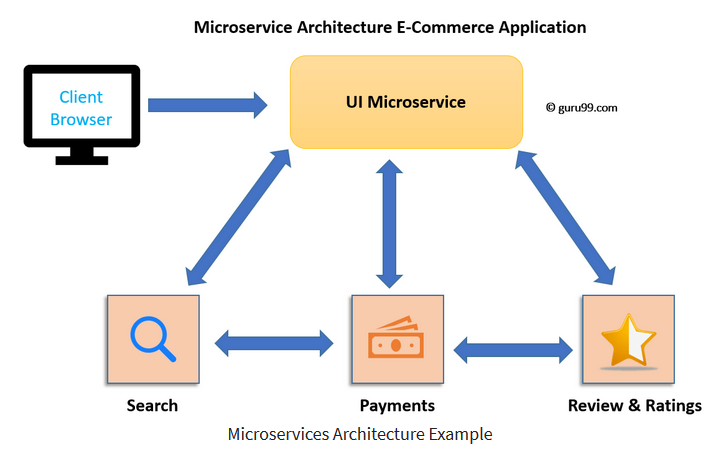 Microservice Architecture E-Commerce Application
Client
Browser
UI Microservice
© guru99.com
Search
Payments
Review & Ratings
Microservices Architecture Example